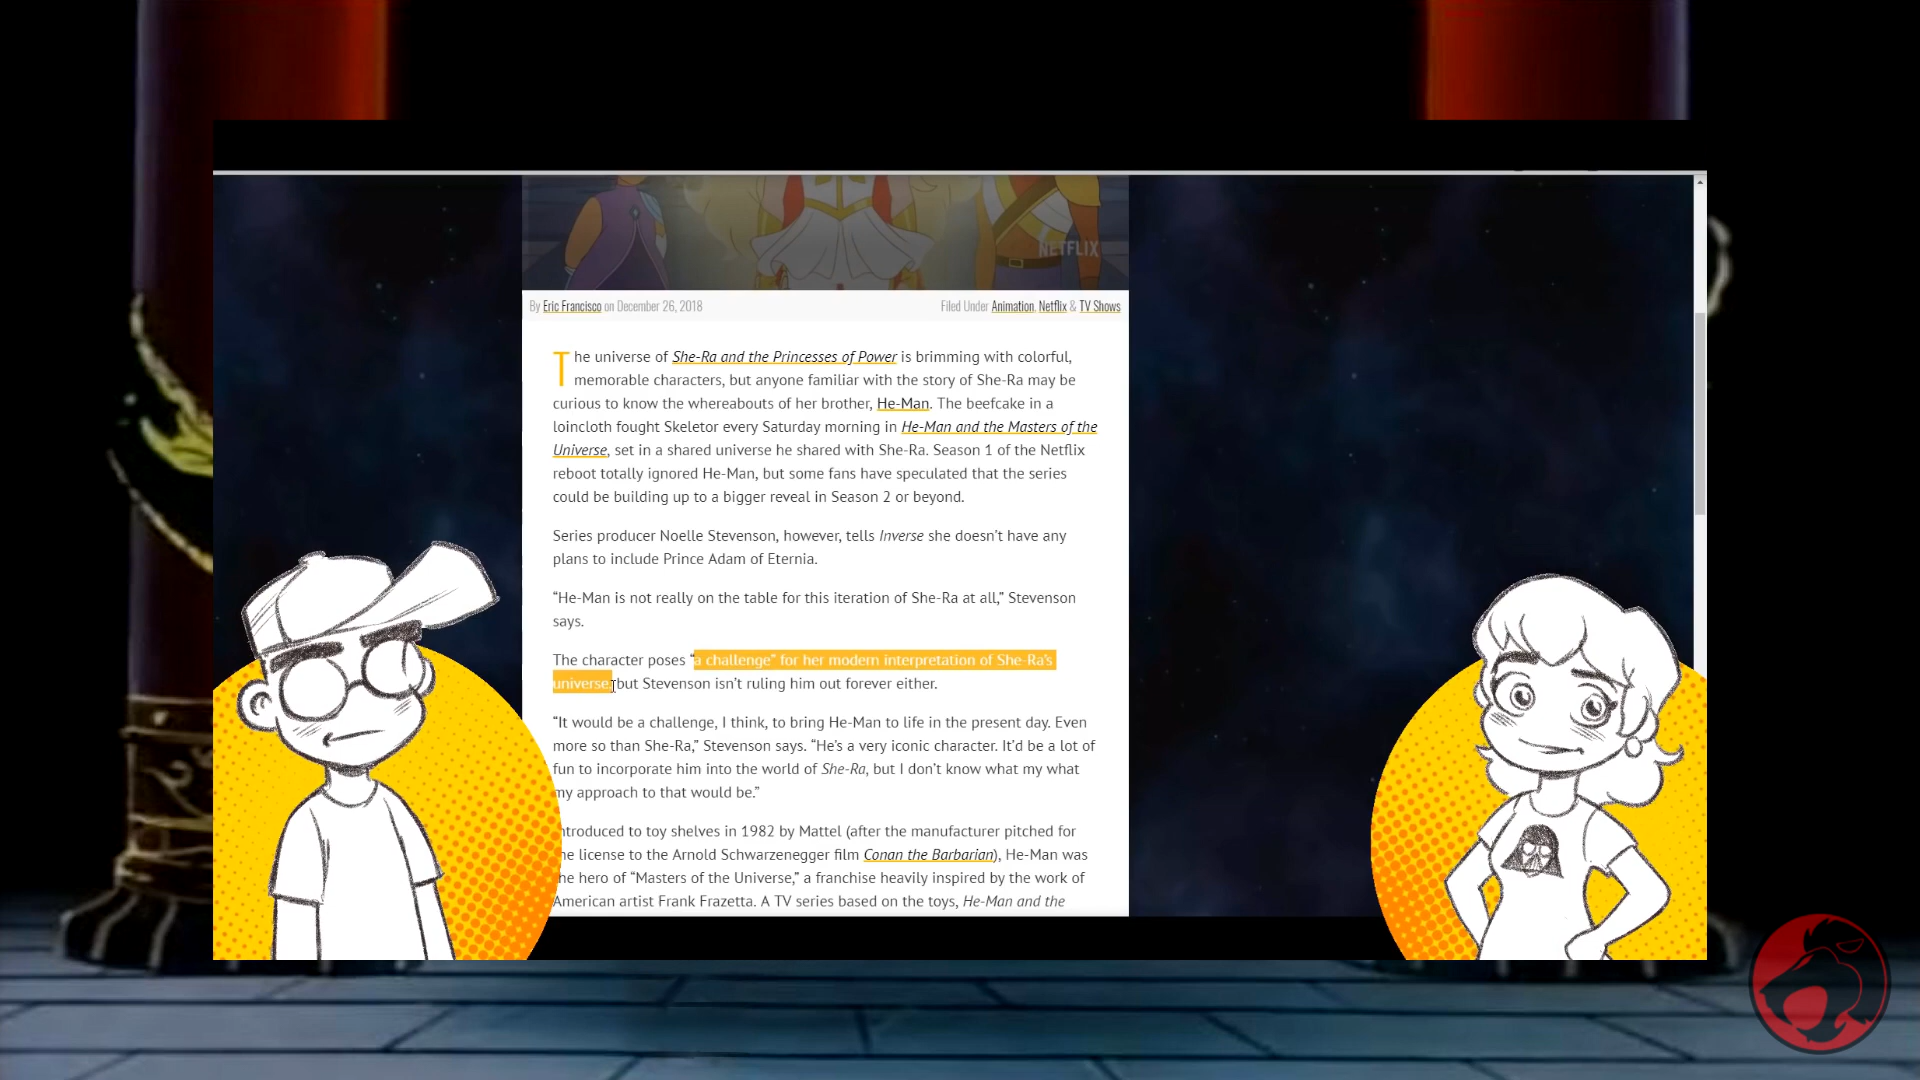 NETFLIX
By Eric Francisco on December 26, 2018
Filed Under Animation, Netflix & TV Shows
The universe of She-Ra and the Princesses of Power is brimming with colorful,
memorable characters, but anyone familiar with the story of She-Ra may be
curious to know the whereabouts of her brother, He-Man. The beefcake in a
loincloth fought Skeletor every Saturday morning in He-Man and the Masters of the
Universe, set in a shared universe he shared with She-Ra. Season 1 of the Netflix
reboot totally ignored He-Man, but some fans have speculated that the series
could be building up to a bigger reveal in Season 2 or beyond.
Series producer Noelle Stevenson, however, tells Inverse she doesn't have any
plans to include Prince Adam of Eternia.
“He-Man is not really on the table for this iteration of She-Ra at all,” Stevenson
says.
The character poses “a challenge” for her modern interpretation of She-Ra's
universe, but Stevenson isn't ruling him out forever either.
“It would be a challenge, I think, to bring He-Man to life in the present day. Even
more so than She-Ra,” Stevenson says. “He's a very iconic character. It'd be a lot of
fun to incorporate him into the world of She-Ra, but I don't know what my what
my approach to that would be.”
ntroduced to toy shelves in 1982 by Mattel (after the manufacturer pitched for
he license to the Arnold Schwarzenegger film Conan the Barbarian), He-Man was
he hero of “Masters of the Universe,” a franchise heavily inspired by the work of
American artist Frank Frazetta. A TV series based on the toys, He-Man and the